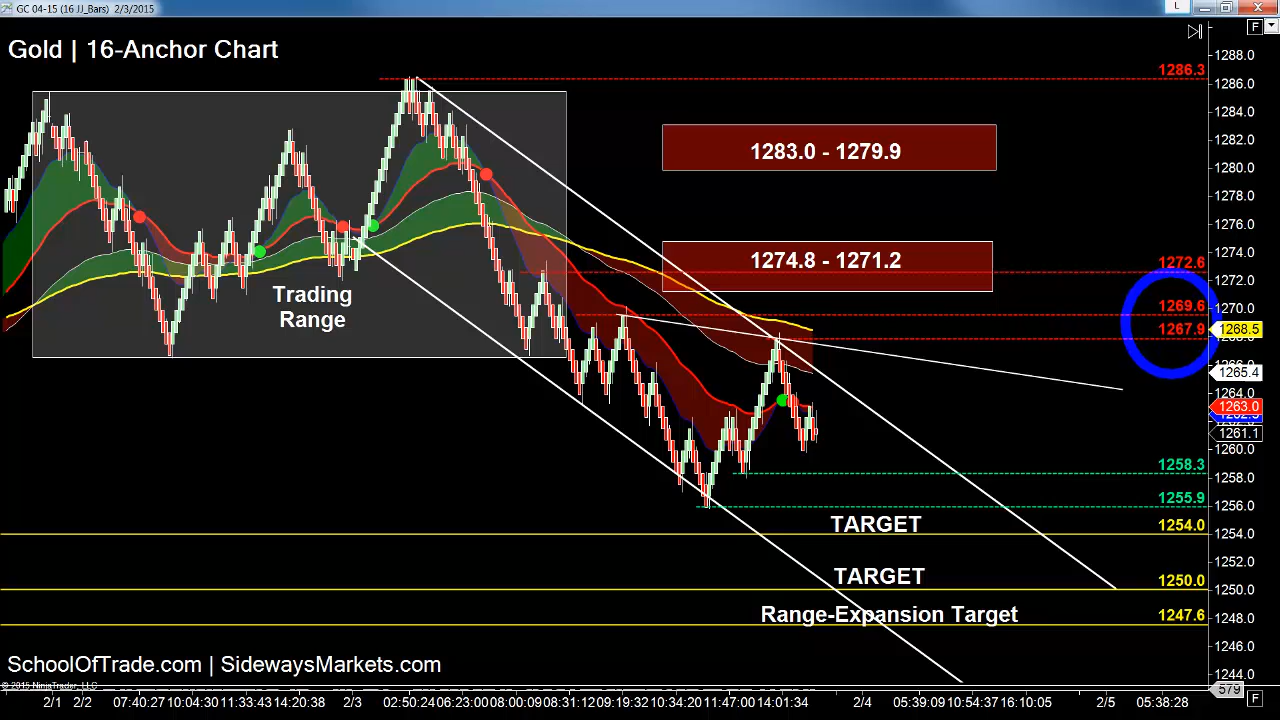 GC 04-15 (16 JJ_Bars) 2/3/2015
L
Gold | 16-Anchor Chart
F
1288.0
1286.3
1286.0
1284.0
1283.0 - 1279.9
1282.0
1280.0
1278.0
1276.0
1274.0
1274.8 - 1271.2
1272.6
1272.0
1270.0
1269.6
1267.9
1268.5
1265.4
1264.0
1263.0
1261.1
1260.0
Trading
Range
1258.3
1258.0
1255.9
1256.0
TARGET
1254.0
1254.0
1252.0
TARGET
1250.0
1250.0
Range-Expansion Target
1247.6
1248.0
1246.0
SchoolOfTrade.com | SidewaysMarkets.com
1244.0
© 2015 NinjaTrader, LLC
579
F
2/1 2/2 07:40:27 10:04:30 11:33:43 14:20:38 2/3 02:50:24 06:23:00 08:00:09 08:31:12 09:19:32 10:34:20 11:47:00 14:01:34 2/4 05:39:09 10:54:37 16:10:05 2/5 05:38:28